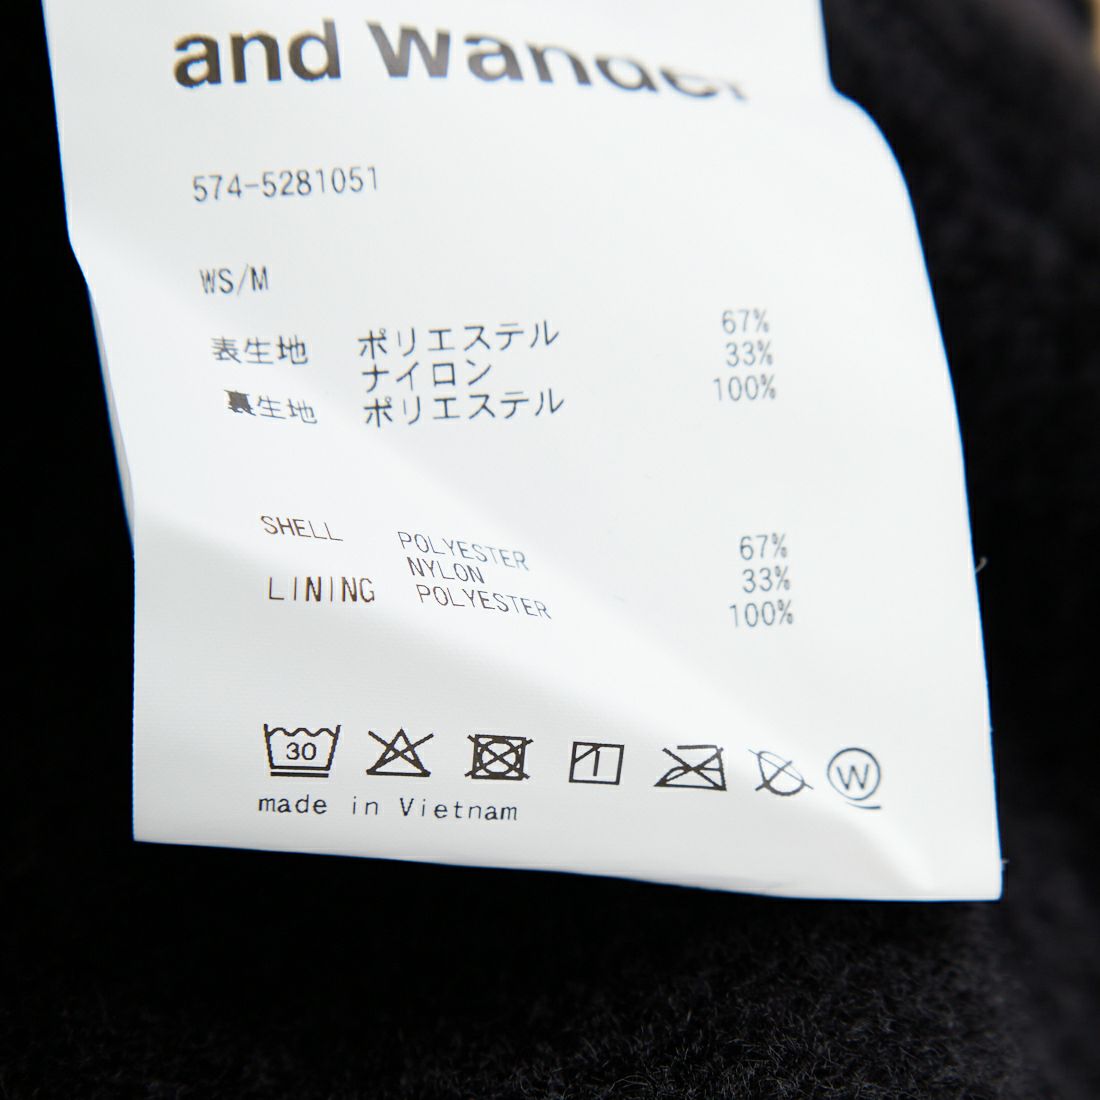 and wander
574-5281051
WS/M
表生地 ポリエステル 67%
ナイロン 33%
裏生地 ポリエステル 100%
SHELL POLYESTER 67%
NYLON 33%
LINING POLYESTER 100%
30 W
made in Vietnam